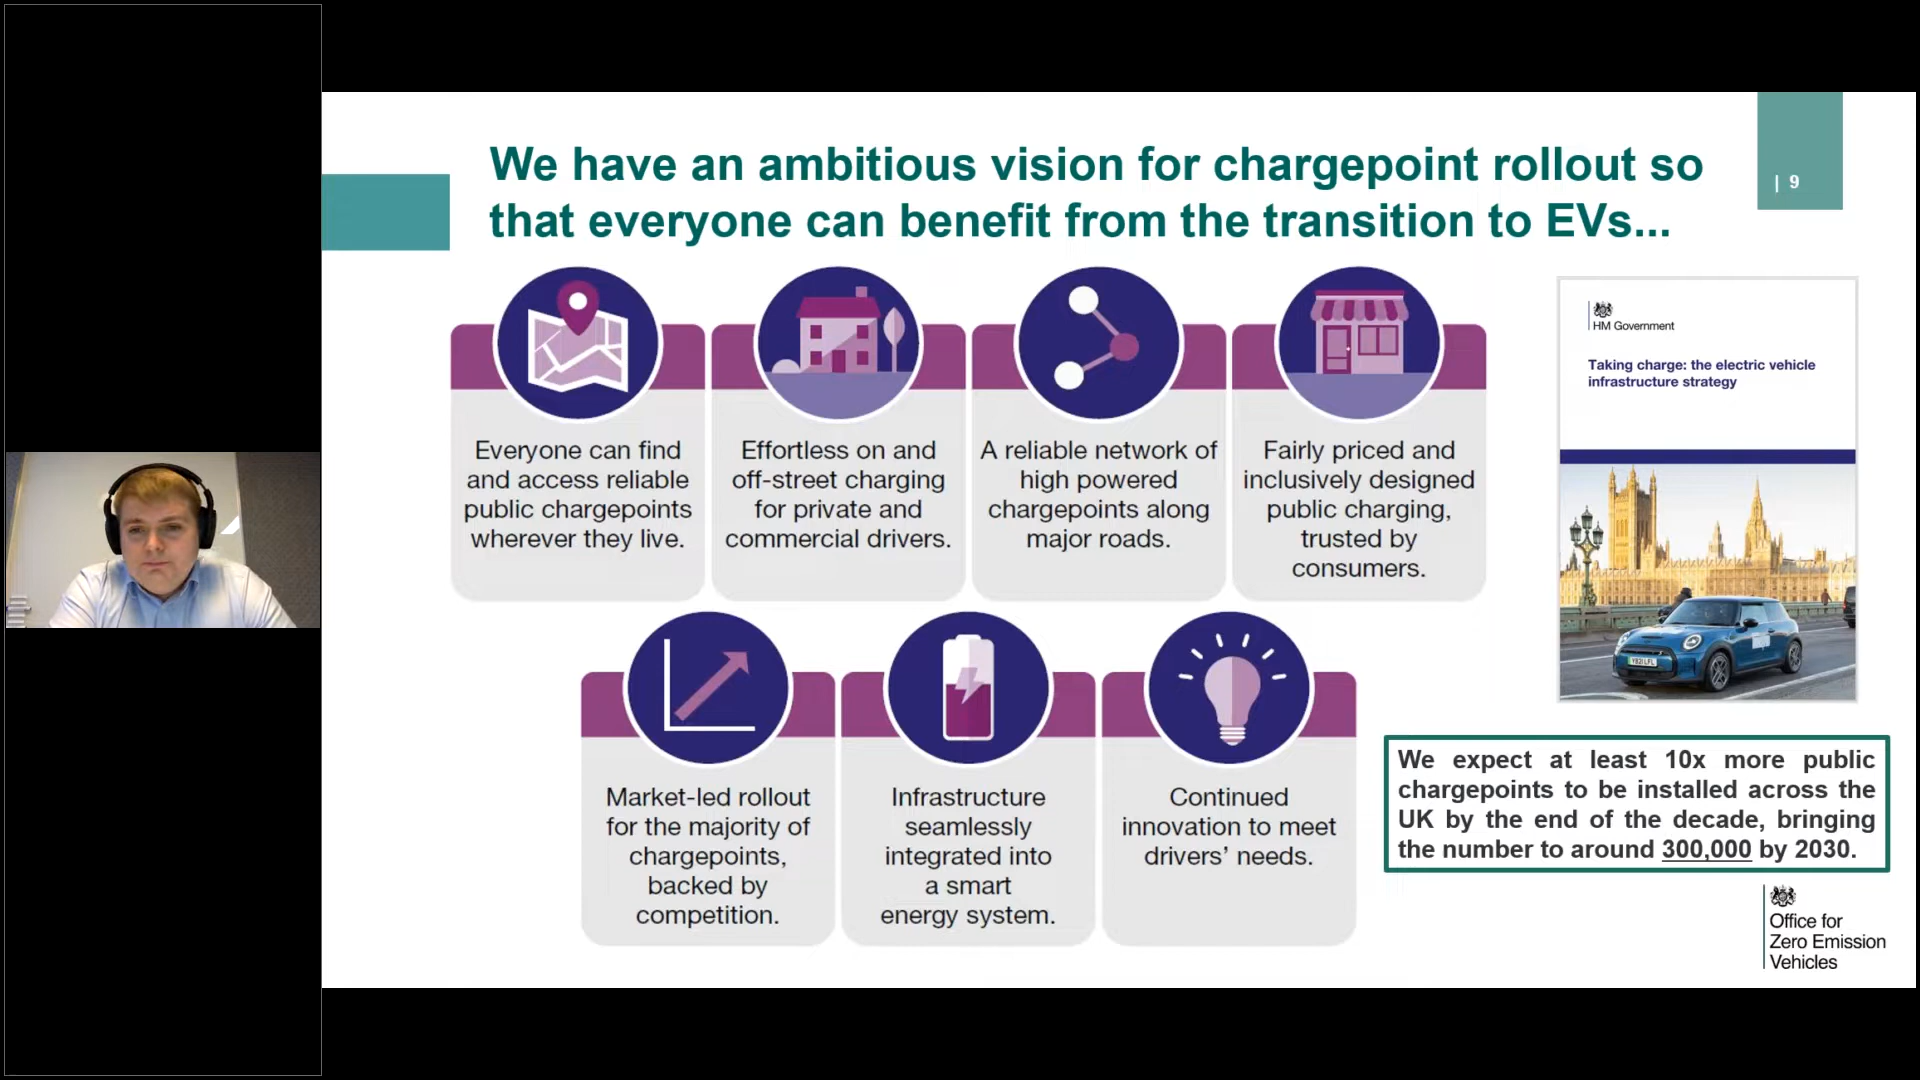 We have an ambitious vision for chargepoint rollout so
that everyone can benefit from the transition to EVs...
| 9
Everyone can find
and access reliable
public chargepoints
wherever they live.
Effortless on and
off-street charging
for private and
commercial drivers.
A reliable network of
high powered
chargepoints along
major roads.
Fairly priced and
inclusively designed
public charging,
trusted by
consumers.
HM Government
Taking charge: the electric vehicle
infrastructure strategy
Market-led rollout
for the majority of
chargepoints,
backed by
competition.
Infrastructure
seamlessly
integrated into
a smart
energy system.
Continued
innovation to meet
drivers’ needs.
We expect at least 10x more public
chargepoints to be installed across the
UK by the end of the decade, bringing
the number to around 300,000 by 2030.
Office for
Zero Emission
Vehicles